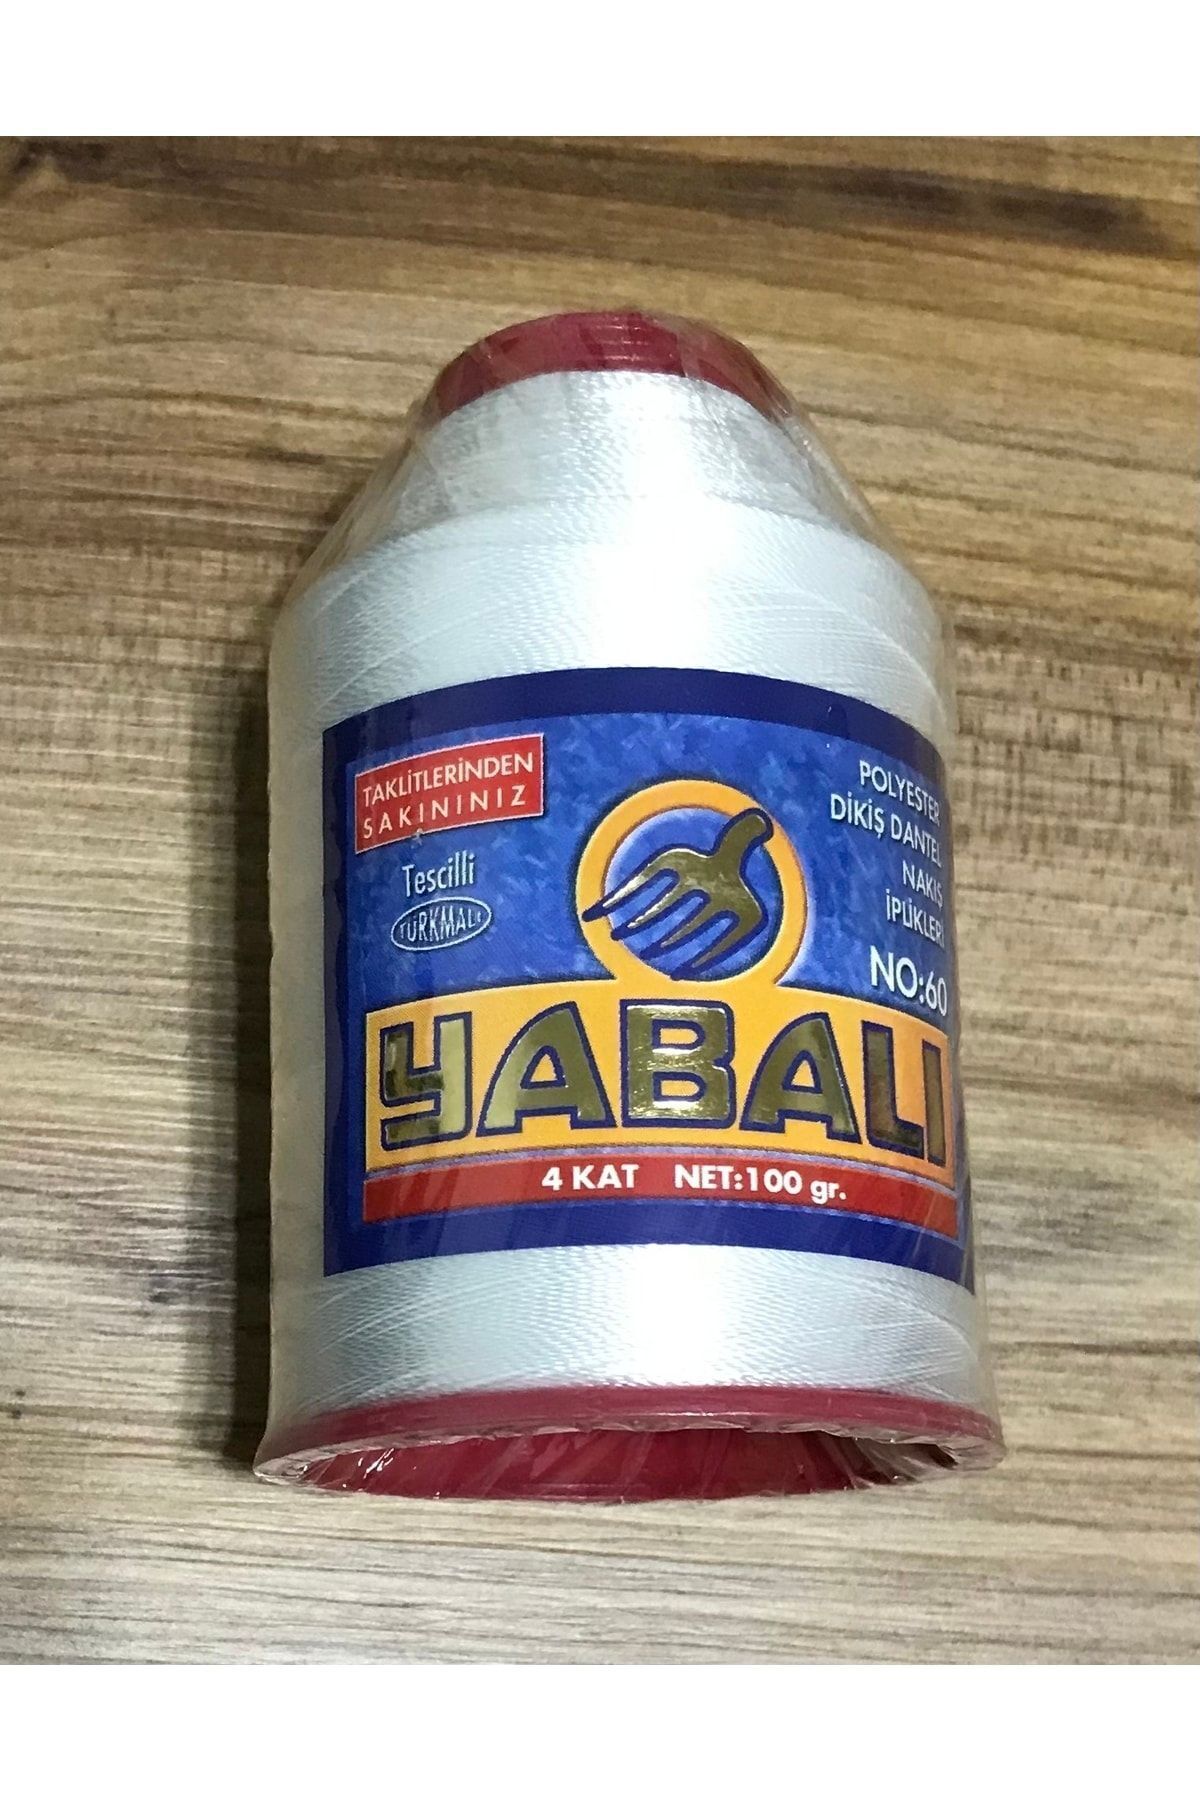 TAKLİTLERİNDEN
SAKININIZ
Tescilli
TÜRKMALI
POLYESTER
DİKİŞ DANTEL
NAKIŞ
İPLİKLERİ
NO:60
YABALI
4 KAT NET:100 gr.